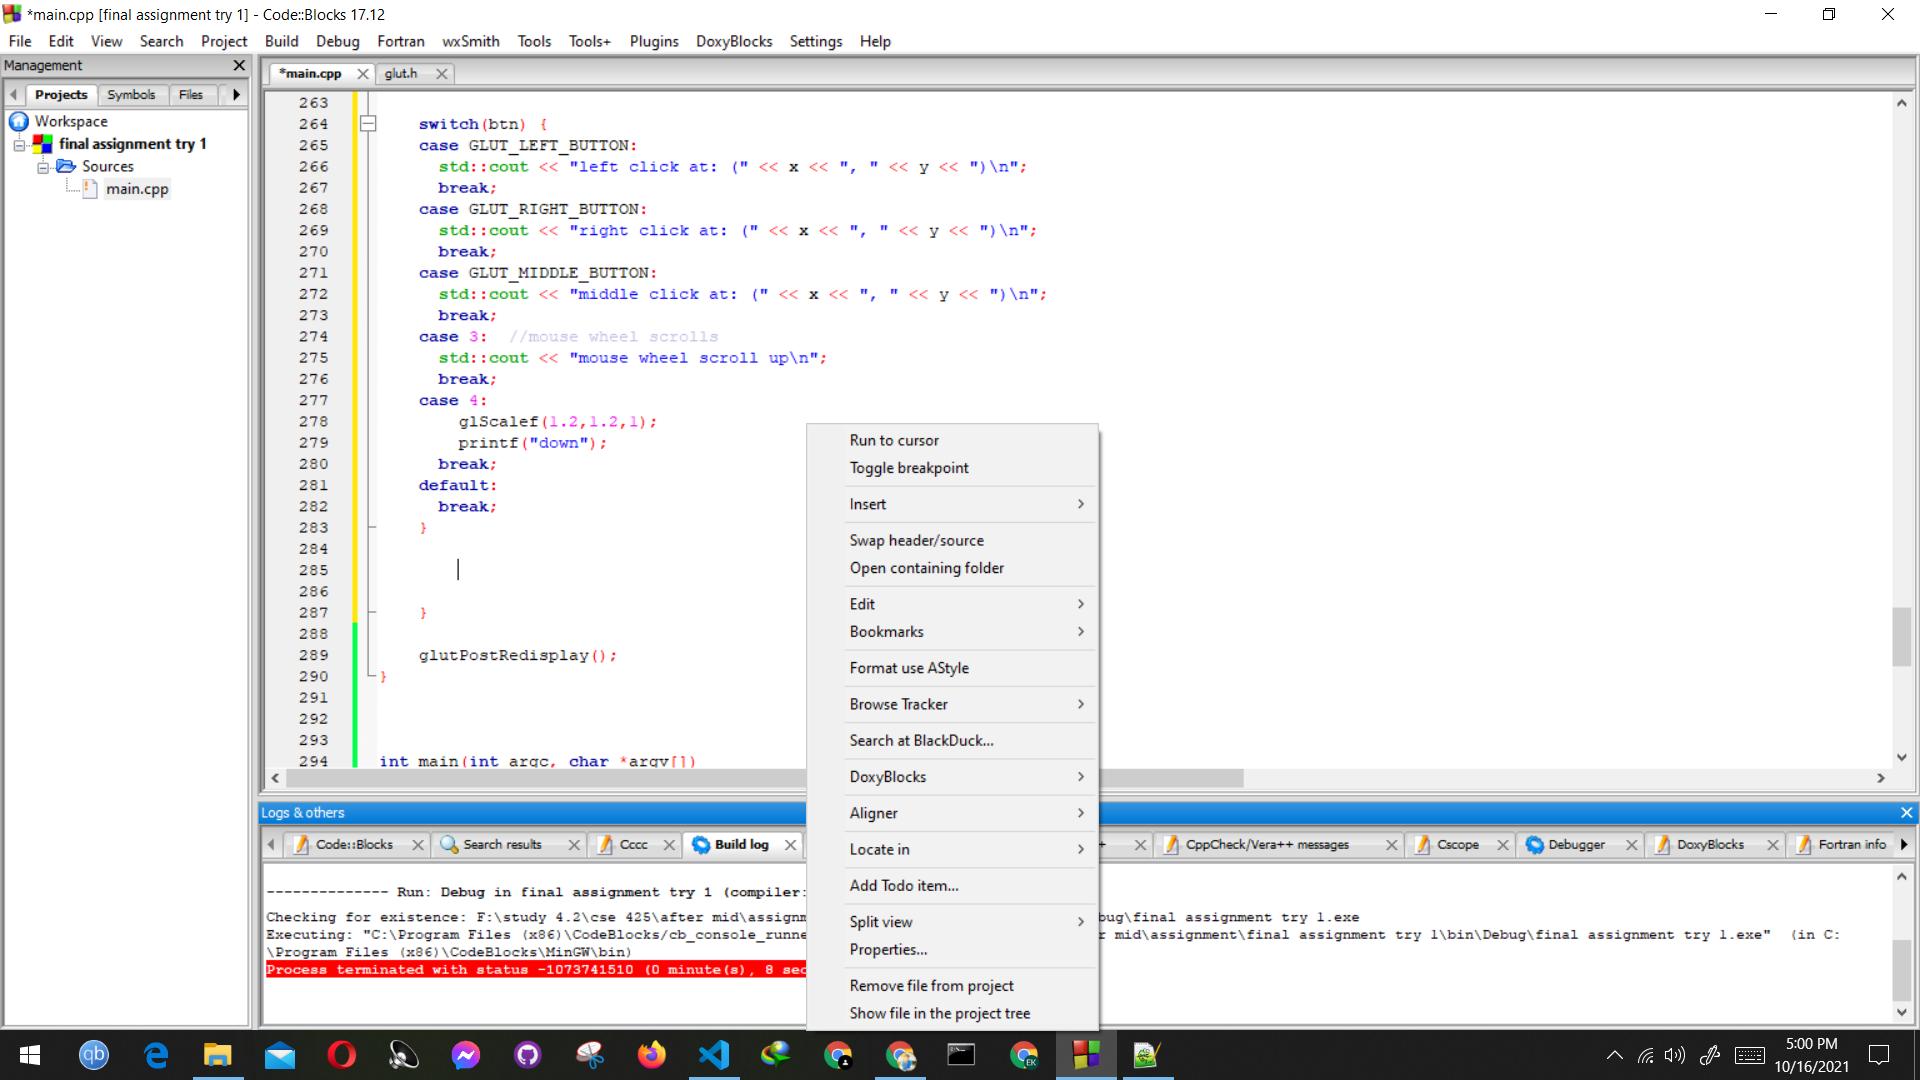 *main.cpp [final assignment try 1] - Code::Blocks 17.12
File Edit View Search Project Build Debug Fortran wxSmith Tools Tools+ Plugins DoxyBlocks Settings Help
Management
Projects Symbols Files
Workspace
final assignment try 1
Sources
main.cpp
*main.cpp glut.h
263
264 switch(btn) {
265 case GLUT_LEFT_BUTTON:
266 std::cout << "left click at: (" << x << ", " << y << ")\n";
267 break;
268 case GLUT_RIGHT_BUTTON:
269 std::cout << "right click at: (" << x << ", " << y << ")\n";
270 break;
271 case GLUT_MIDDLE_BUTTON:
272 std::cout << "middle click at: (" << x << ", " << y << ")\n";
273 break;
274 case 3: //mouse wheel scrolls
275 std::cout << "mouse wheel scroll up\n";
276 break;
277 case 4:
278 glScalef(1.2,1.2,1);
279 printf("down");
280 break;
281 default:
282 break;
283 }
284
285
286
287 }
288
289 glutPostRedisplay();
290 }
291
292
293
294 int main(int argc, char *argv[])
Run to cursor
Toggle breakpoint
Insert
Swap header/source
Open containing folder
Edit
Bookmarks
Format use AStyle
Browse Tracker
Search at BlackDuck...
DoxyBlocks
Aligner
Locate in
Add Todo item...
Split view
Properties...
Remove file from project
Show file in the project tree
Logs & others
Code::Blocks Search results Cccc Build log + CppCheck/Vera++ messages Cscope Debugger DoxyBlocks Fortran info
-------------- Run: Debug in final assignment try 1 (compiler:
Checking for existence: F:\study 4.2\cse 425\after mid\assignm bug\final assignment try 1.exe
Executing: "C:\Program Files (x86)\CodeBlocks/cb_console_runne r mid\assignment\final assignment try 1\bin\Debug\final assignment try 1.exe" (in C:
\Program Files (x86)\CodeBlocks\MinGW\bin)
Process terminated with status -1073741510 (0 minute(s), 8 sec
qb
EK
5:00 PM
10/16/2021